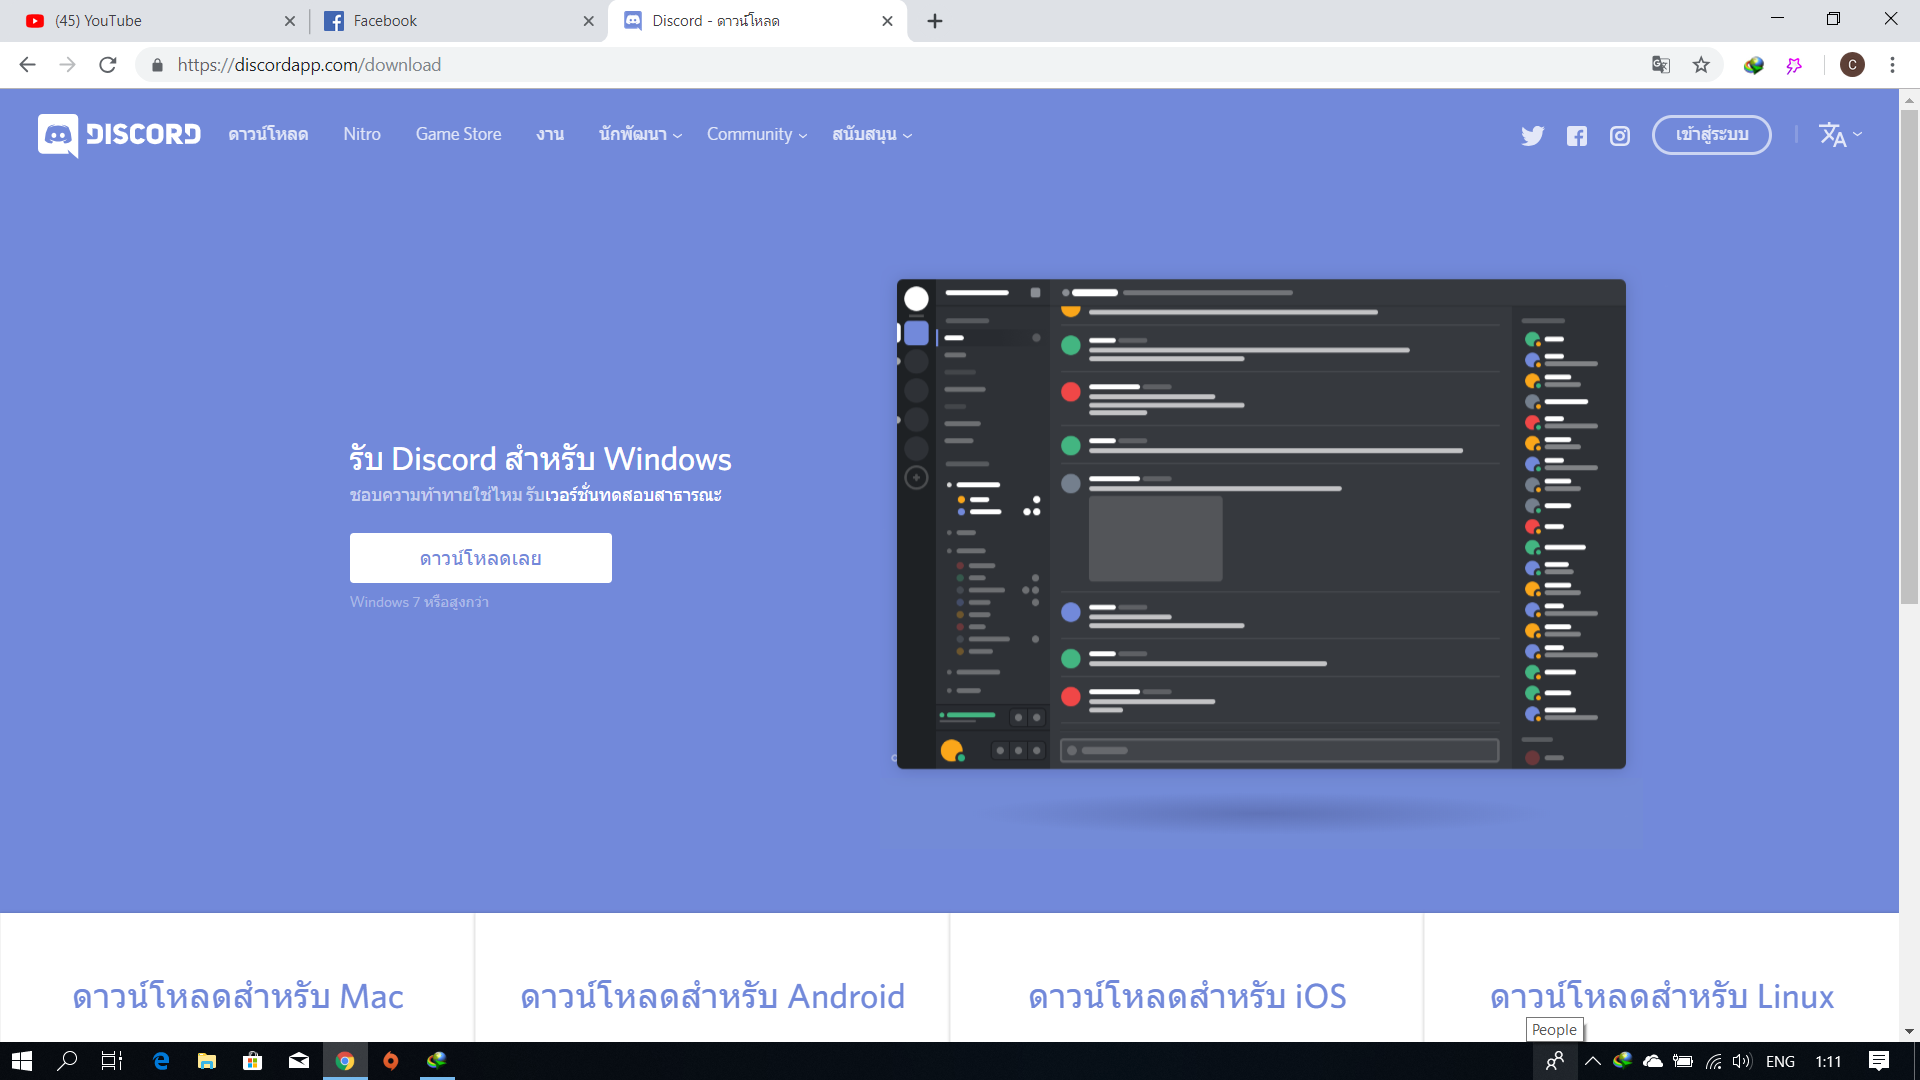 (45) YouTube
Facebook
Discord - ดาวน์โหลด
https://discordapp.com/download
C
DISCORD
ดาวน์โหลด
Nitro
Game Store
งาน
นักพัฒนา
Community
สนับสนุน
เข้าสู่ระบบ
รับ Discord สำหรับ Windows
ชอบความท้าทายใช่ไหม รับเวอร์ชั่นทดสอบสาธารณะ
ดาวน์โหลดเลย
Windows 7 หรือสูงกว่า
ดาวน์โหลดสำหรับ Mac
ดาวน์โหลดสำหรับ Android
ดาวน์โหลดสำหรับ iOS
ดาวน์โหลดสำหรับ Linux
People
ENG
1:11